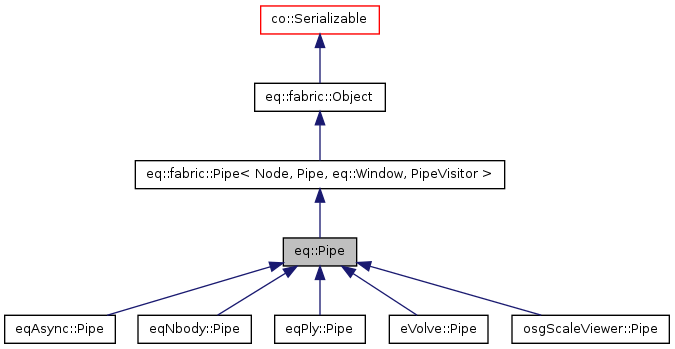 co::Serializable
eq::fabric::Object
eq::fabric::Pipe< Node, Pipe, eq::Window, PipeVisitor >
eq::Pipe
eqAsync::Pipe
eqNbody::Pipe
eqPly::Pipe
eVolve::Pipe
osgScaleViewer::Pipe